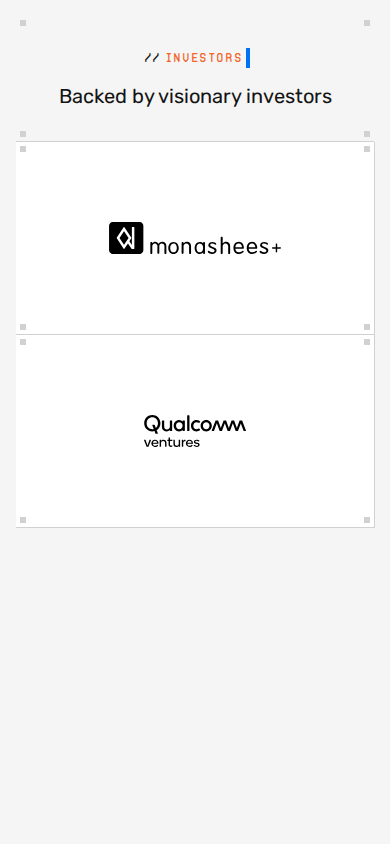 // INVESTORS
Backed by visionary investors
monashees+
Qualcomm
ventures